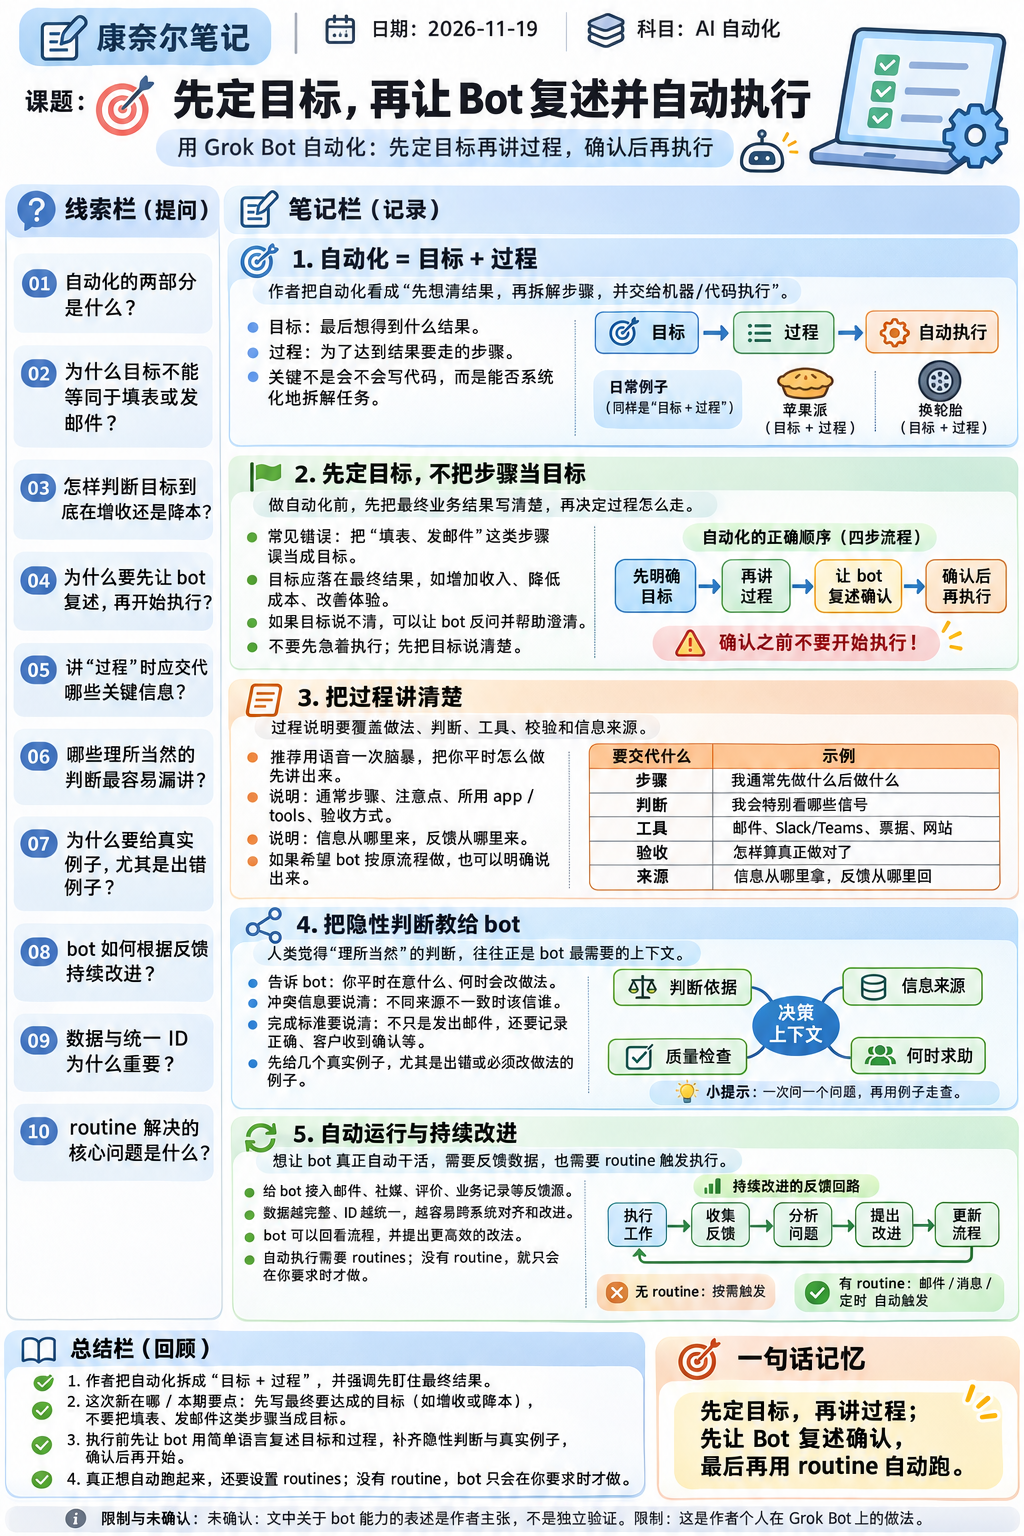 康奈尔笔记
日期：2026-11-19
科目：AI 自动化
课题：
先定目标，再让 Bot 复述并自动执行
用 Grok Bot 自动化：先定目标再讲过程，确认后再执行
线索栏（提问）
01 自动化的两部分
是什么？
02 为什么目标不能
等同于填表或发
邮件？
03 怎样判断目标到
底在增收还是降本？
04 为什么要先让 bot
复述，再开始执行？
05 讲“过程”时应交代
哪些关键信息？
06 哪些理所当然的
判断最容易漏讲？
07 为什么要给真实
例子，尤其是出错
例子？
08 bot 如何根据反馈
持续改进？
09 数据与统一 ID
为什么重要？
10 routine 解决的
核心问题是什么？
笔记栏（记录）
1. 自动化 = 目标 + 过程
作者把自动化看成“先想清结果，再拆解步骤，并交给机器/代码执行”。
目标：最后想得到什么结果。
过程：为了达到结果要走的步骤。
关键不是会不会写代码，而是能否系统
化地拆解任务。
目标
过程
自动执行
日常例子
（同样是“目标 + 过程”）
苹果派
（目标 + 过程）
换轮胎
（目标 + 过程）
2. 先定目标，不把步骤当目标
做自动化前，先把最终业务结果写清楚，再决定过程怎么走。
常见错误：把“填表、发邮件”这类步骤
误当成目标。
目标应落在最终结果，如增加收入、降低
成本、改善体验。
如果目标说不清，可以让 bot 反问并帮助澄清。
不要先急着执行；先把目标说清楚。
自动化的正确顺序（四步流程）
先明确
目标
再讲
过程
让 bot
复述确认
确认后
再执行
确认之前不要开始执行！
3. 把过程讲清楚
过程说明要覆盖做法、判断、工具、校验和信息来源。
推荐用语音一次脑暴，把你平时怎么做
先讲出来。
说明：通常步骤、注意点、所用 app /
tools、验收方式。
说明：信息从哪里来，反馈从哪里来。
如果希望 bot 按原流程做，也可以明确说
出来。
要交代什么 示例
步骤 我通常先做什么后做什么
判断 我会特别看哪些信号
工具 邮件、Slack/Teams、票据、网站
验收 怎样算真正做对了
来源 信息从哪里拿，反馈从哪里回
4. 把隐性判断教给 bot
人类觉得“理所当然”的判断，往往正是 bot 最需要的上下文。
告诉 bot：你平时在意什么、何时会改做法。
冲突信息要说清：不同来源不一致时该信谁。
完成标准要说清：不只是发出邮件，还要记录
正确、客户收到确认等。
先给几个真实例子，尤其是出错或必须改做法的
例子。
判断依据
信息来源
决策
上下文
质量检查
何时求助
小提示：一次问一个问题，再用例子走查。
5. 自动运行与持续改进
想让 bot 真正自动干活，需要反馈数据，也需要 routine 触发执行。
给 bot 接入邮件、社媒、评价、业务记录等反馈源。
数据越完整、ID 越统一，越容易跨系统对齐和改进。
bot 可以回看流程，并提出更高效的改法。
自动执行需要 routines；没有 routine，就只会
在你要求时才做。
持续改进的反馈回路
执行
工作
收集
反馈
分析
问题
提出
改进
更新
流程
无 routine：按需触发
有 routine：邮件 / 消息 /
定时 自动触发
总结栏（回顾）
1. 作者把自动化拆成“目标 + 过程”，并强调先盯住最终结果。
2. 这次新在哪 / 本期要点：先写最终要达成的目标（如增收或降本），
不要把填表、发邮件这类步骤当成目标。
3. 执行前先让 bot 用简单语言复述目标和过程，补齐隐性判断与真实例子，
确认后再开始。
4. 真正想自动跑起来，还要设置 routines；没有 routine，bot 只会在你要求时才做。
一句话记忆
先定目标，再讲过程；
先让 Bot 复述确认，
最后再用 routine 自动跑。
限制与未确认：未确认：文中关于 bot 能力的表述是作者主张，不是独立验证。限制：这是作者个人在 Grok Bot 上的做法。